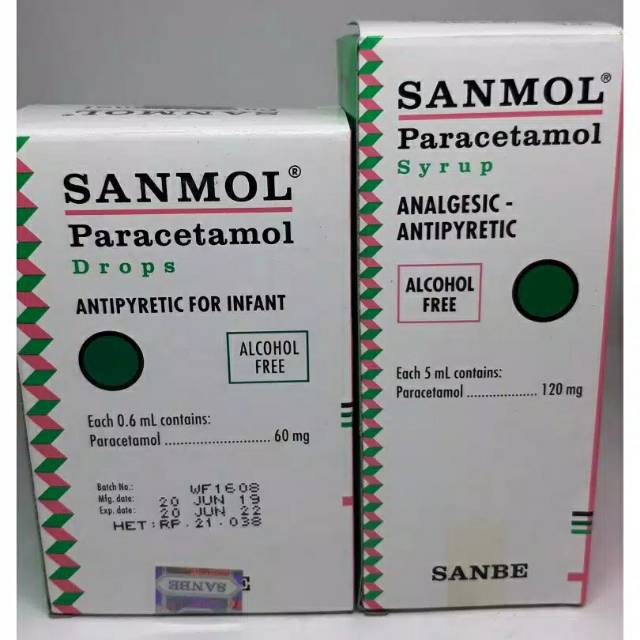 SANMOL®
Paracetamol
Drops
ANTIPYRETIC FOR INFANT
ALCOHOL
FREE
Each 0.6 mL contains:
Paracetamol ............................ 60 mg
Batch No.: WF1608
Mfg. date: 20 JUN 19
Exp. date: 20 JUN 22
HET:RP.21.038
SANBE
SANMOL®
Paracetamol
Syrup
ANALGESIC -
ANTIPYRETIC
ALCOHOL
FREE
Each 5 mL contains:
Paracetamol ................... 120 mg
SANBE